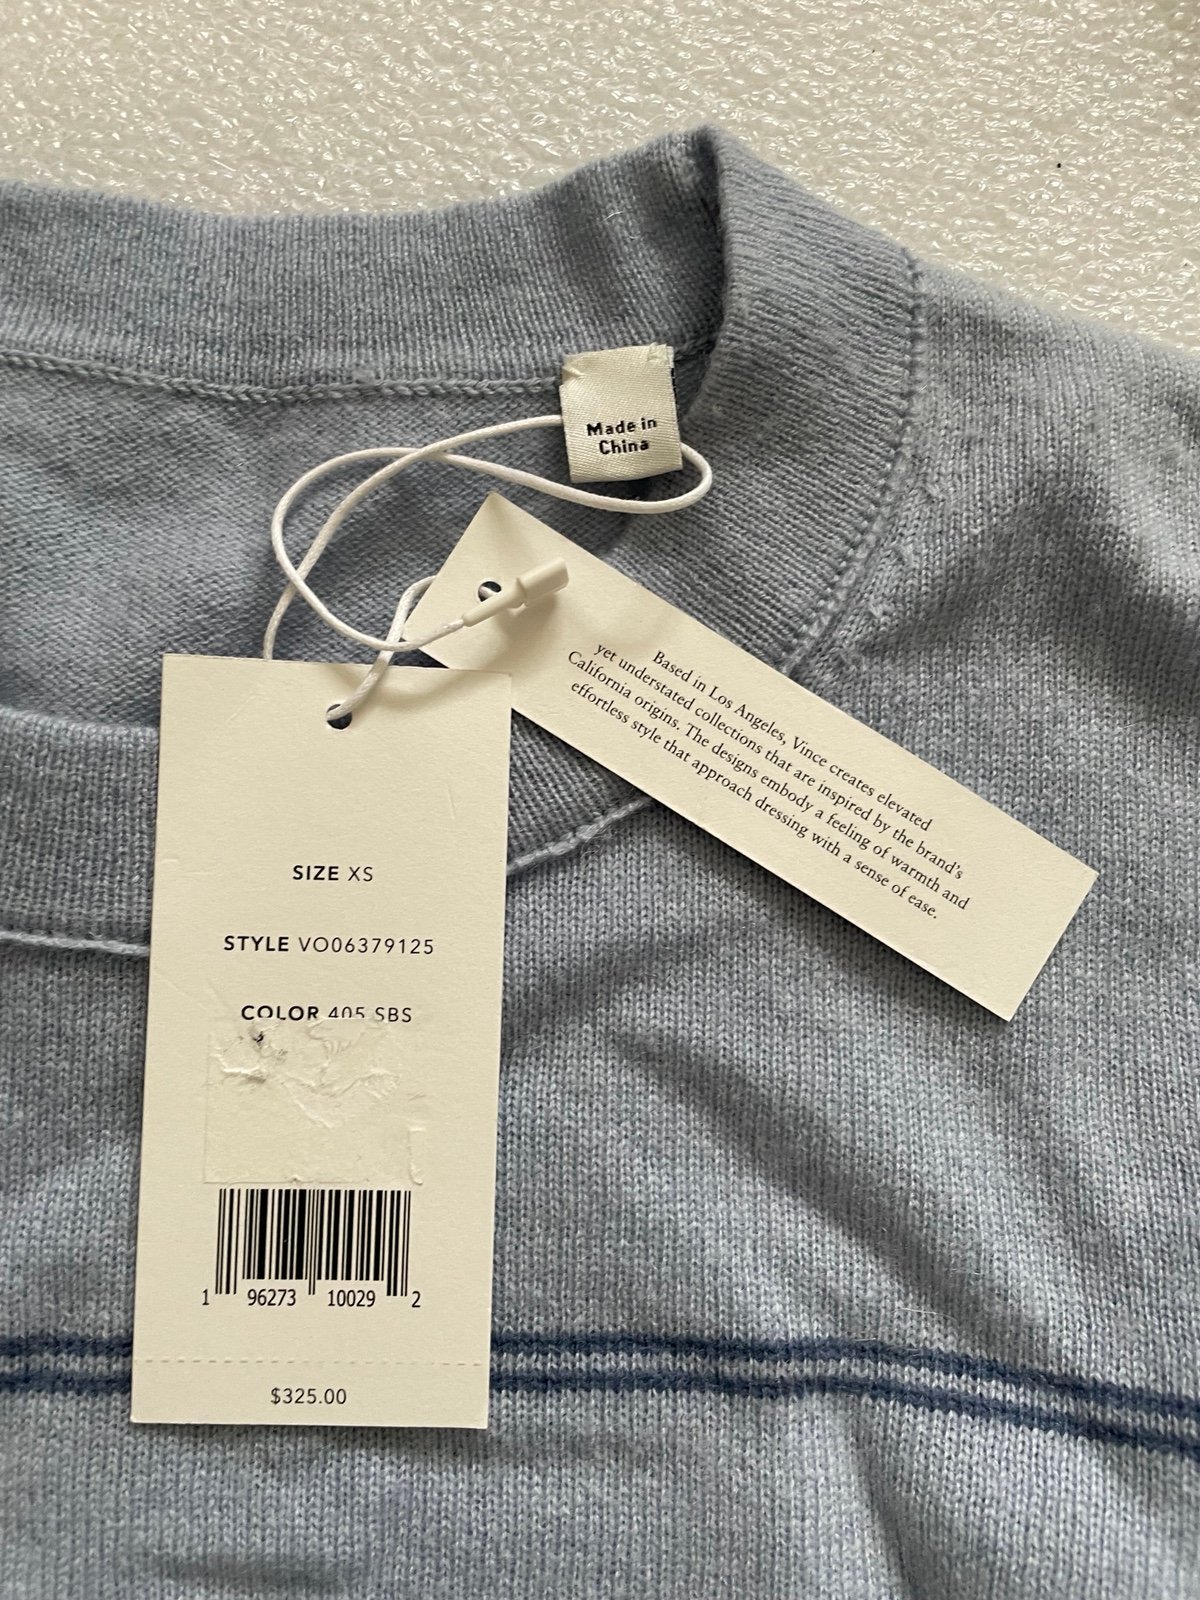 Made in
China
Based in Los Angeles, Vince creates elevated
yet understated collections that are inspired by the brand's
California origins. The designs embody a feeling of warmth and
effortless style that approach dressing with a sense of ease.
SIZE XS
STYLE VO06379125
COLOR 405 SBS
1 96273 10029 2
$325.00